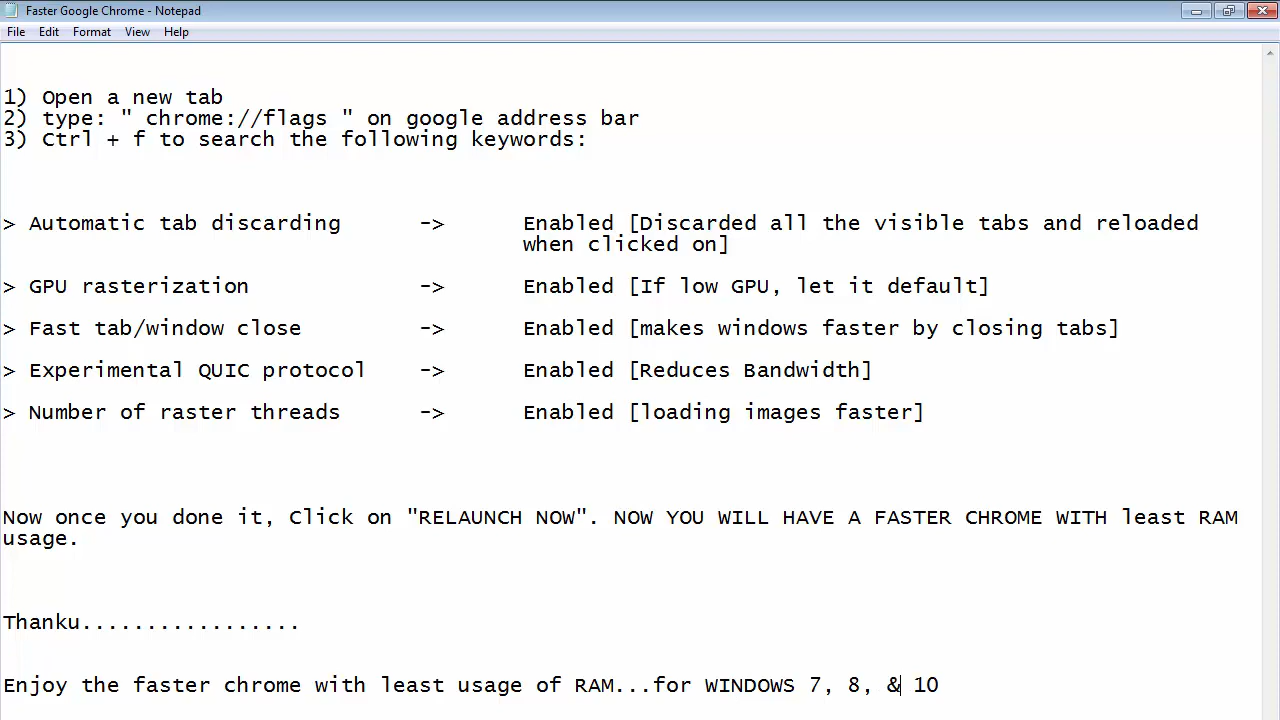 Faster Google Chrome - Notepad
File Edit Format View Help
1) Open a new tab
2) type: " chrome://flags " on google address bar
3) Ctrl + f to search the following keywords:
> Automatic tab discarding -> Enabled [Discarded all the visible tabs and reloaded
when clicked on]
> GPU rasterization -> Enabled [If low GPU, let it default]
> Fast tab/window close -> Enabled [makes windows faster by closing tabs]
> Experimental QUIC protocol -> Enabled [Reduces Bandwidth]
> Number of raster threads -> Enabled [loading images faster]
Now once you done it, Click on "RELAUNCH NOW". NOW YOU WILL HAVE A FASTER CHROME WITH least RAM
usage.
Thanku.................
Enjoy the faster chrome with least usage of RAM...for WINDOWS 7, 8, & 10